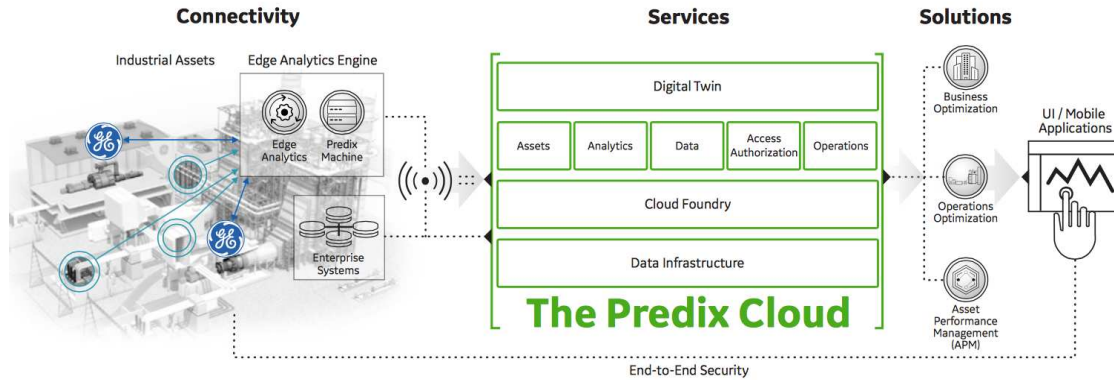 Connectivity
Services
Solutions
Industrial Assets
Edge Analytics Engine
Edge
Analytics
Predix
Machine
Enterprise
Systems
Digital Twin
Assets
Analytics
Data
Access
Authorization
Operations
Cloud Foundry
Data Infrastructure
The Predix Cloud
Business
Optimization
Operations
Optimization
Asset
Performance
Management
(APM)
UI / Mobile
Applications
End-to-End Security